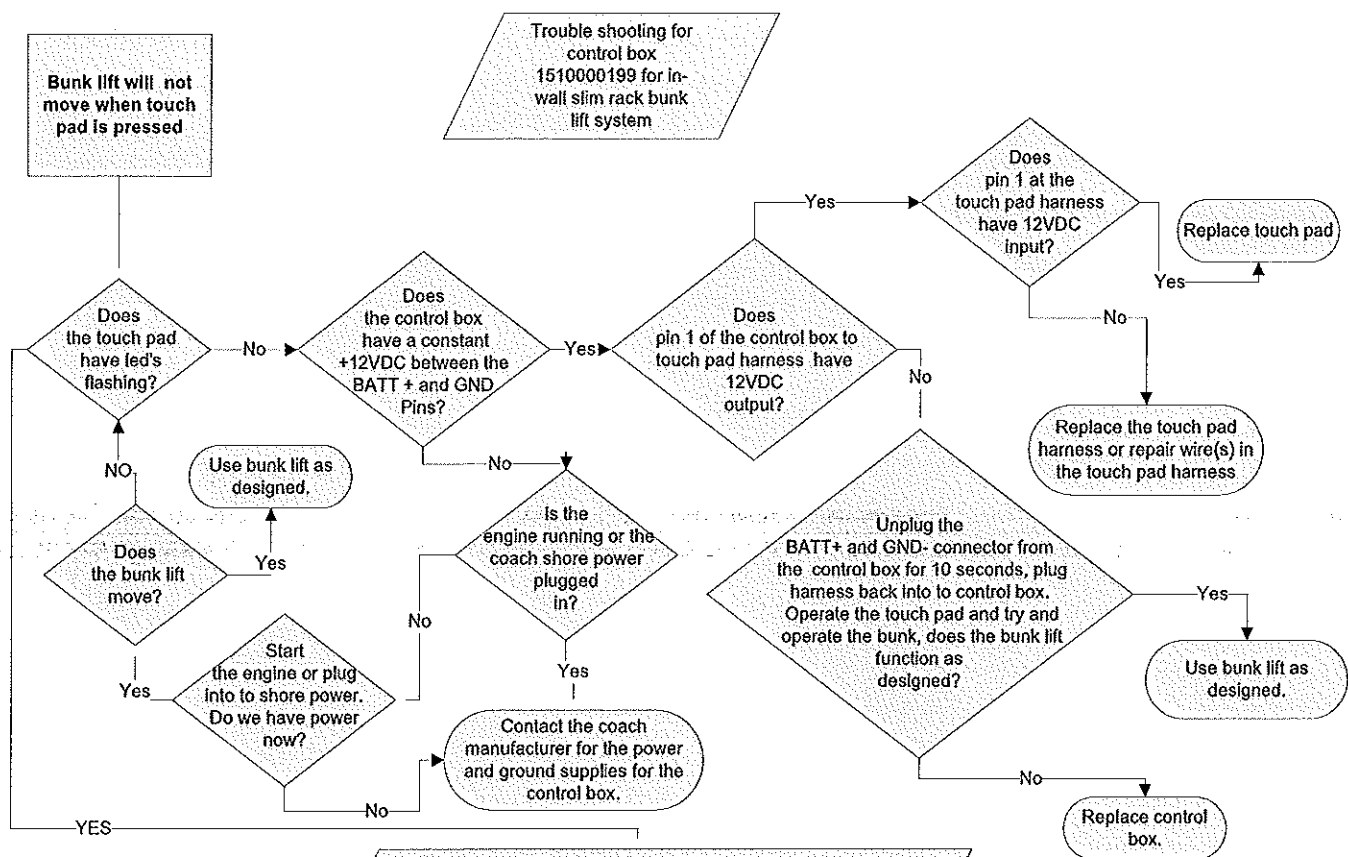 Trouble shooting for
control box
1510000199 for in-
wall slim rack bunk
lift system
Bunk lift will not
move when touch
pad is pressed
Does
the touch pad
have led's
flashing?
No
Does
the control box
have a constant
+12VDC between the
BATT + and GND
Pins?
Yes
Does
pin 1 of the control box to
touch pad harness have
12VDC
output?
Yes
Does
pin 1 at the
touch pad harness
have 12VDC
input?
Yes
Replace touch pad
No
Replace the touch pad
harness or repair wire(s) in
the touch pad harness
No
Unplug the
BATT+ and GND- connector from
the control box for 10 seconds, plug
harness back into to control box.
Operate the touch pad and try and
operate the bunk, does the bunk lift
function as
designed?
Yes
Use bunk lift as
designed.
No
Replace control
box.
No
Is the
engine running or the
coach shore power
plugged
in?
Yes
Contact the coach
manufacturer for the power
and ground supplies for the
control box.
No
Start
the engine or plug
into to shore power.
Do we have power
now?
No
Yes
Does
the bunk lift
move?
Yes
Use bunk lift as
designed.
NO
YES